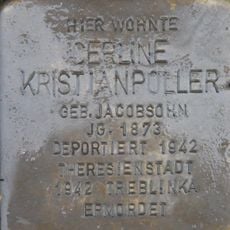 HIER WOHNTE
CERLINE
KRISTIANPOLLER
GEB. JACOBSOHN
JG. 1873
DEPORTIERT 1942
THERESIENSTADT
1942 TREBLINKA
ERMORDET